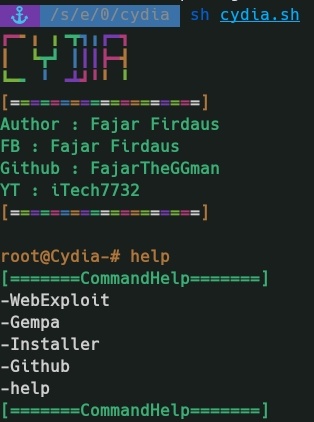 /s/e/0/cydia sh cydia.sh
CYDIA
[===================]
Author : Fajar Firdaus
FB : Fajar Firdaus
Github : FajarTheGGman
YT : iTech7732
[===================]
root@Cydia-# help
[=======CommandHelp=======]
-WebExploit
-Gempa
-Installer
-Github
-help
[=======CommandHelp=======]